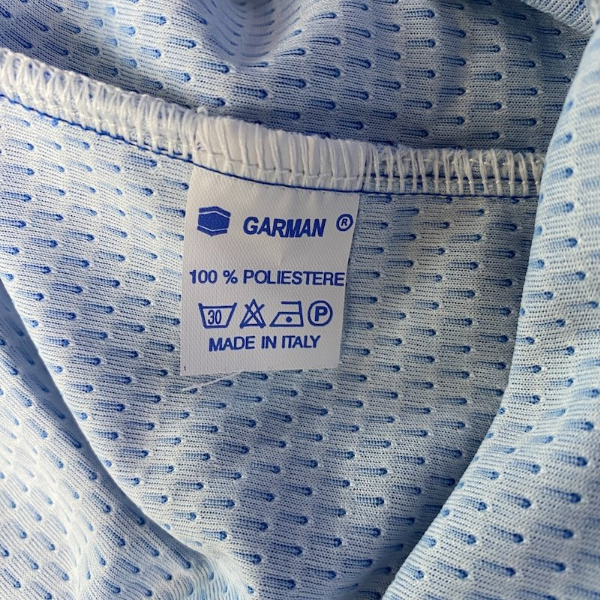 GARMAN ®
100 % POLIESTERE
30 P
MADE IN ITALY